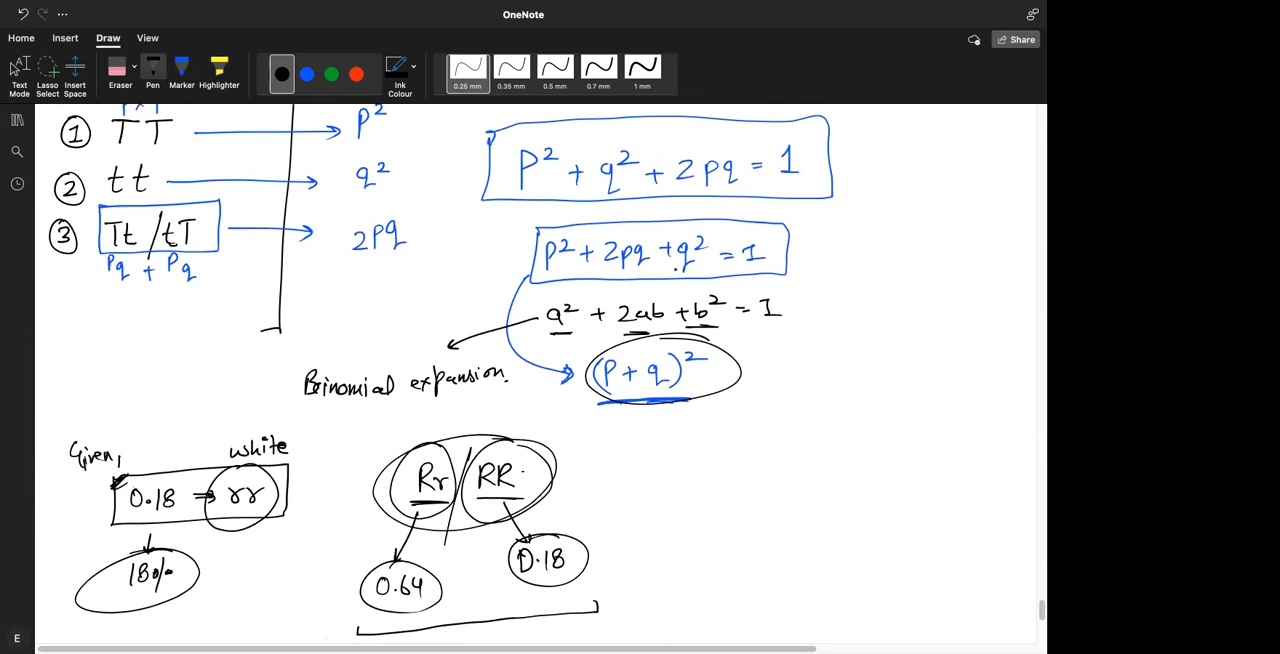 OneNote
Home Insert Draw View
Share
Text Mode
Lasso Select
Insert Space
Eraser
Pen
Marker
Highlighter
Ink Colour
0.25 mm
0.35 mm
0.5 mm
0.7 mm
1 mm
① TT → p²
② tt → q²
③ Tt / tT → 2pq
pq + pq
p² + q² + 2pq = 1
p² + 2pq + q² = 1
a² + 2ab + b² = 1
(p + q)²
Binomial expansion.
Given, white
0.18 → rr
18%
Rr / RR
0.64 0.18
E